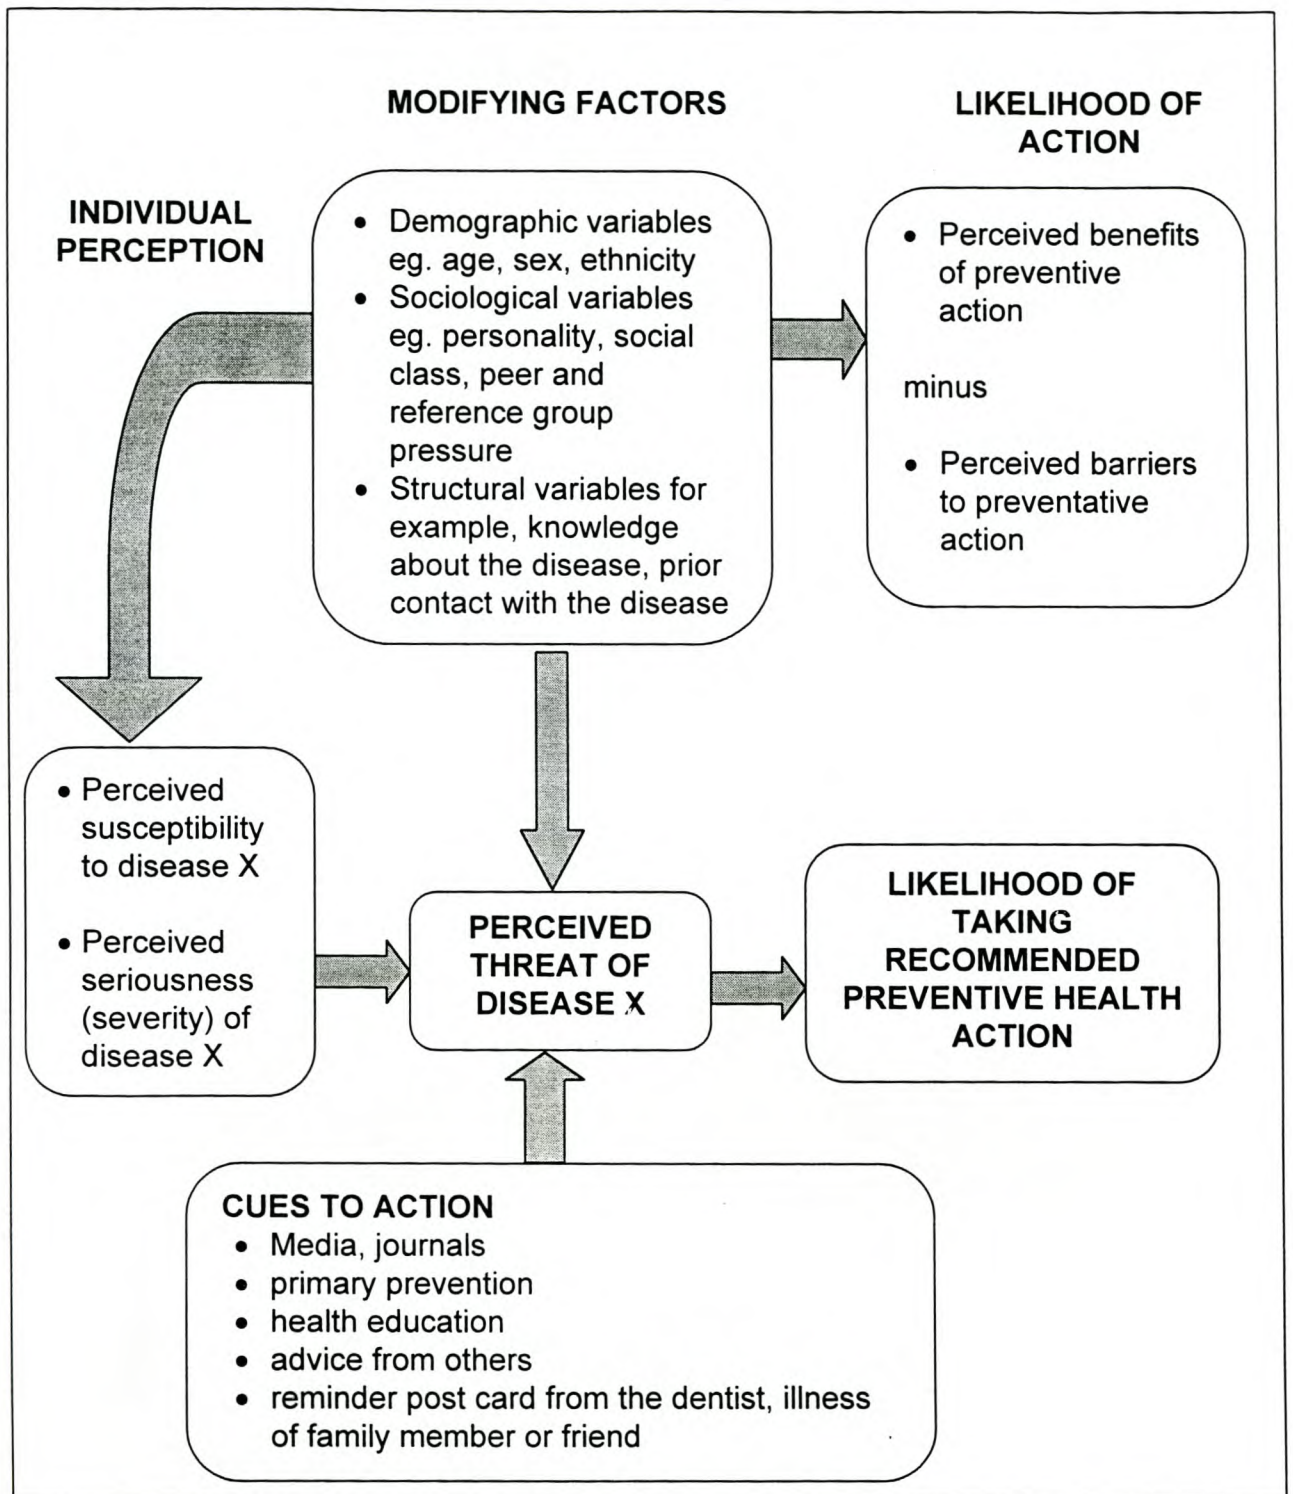 MODIFYING FACTORS
LIKELIHOOD OF
ACTION
INDIVIDUAL
PERCEPTION
• Demographic variables
eg. age, sex, ethnicity
• Sociological variables
eg. personality, social
class, peer and
reference group
pressure
• Structural variables for
example, knowledge
about the disease, prior
contact with the disease
• Perceived benefits
of preventive
action
minus
• Perceived barriers
to preventative
action
• Perceived
susceptibility
to disease X
• Perceived
seriousness
(severity) of
disease X
PERCEIVED
THREAT OF
DISEASE X
LIKELIHOOD OF
TAKING
RECOMMENDED
PREVENTIVE HEALTH
ACTION
CUES TO ACTION
• Media, journals
• primary prevention
• health education
• advice from others
• reminder post card from the dentist, illness
of family member or friend